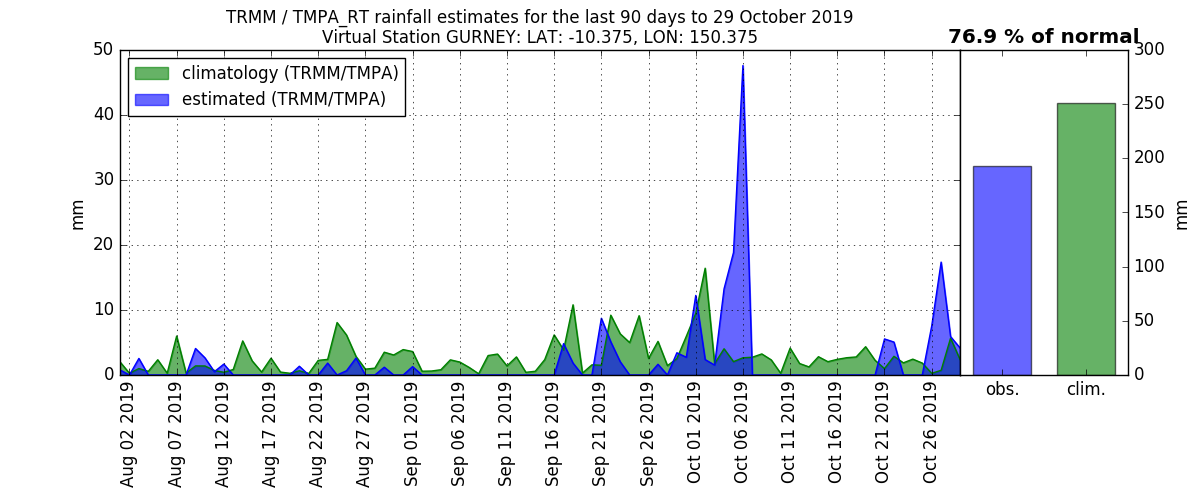 TRMM / TMPA_RT rainfall estimates for the last 90 days to 29 October 2019
Virtual Station GURNEY: LAT: -10.375, LON: 150.375
76.9 % of normal
climatology (TRMM/TMPA)
estimated (TRMM/TMPA)
mm
50
40
30
20
10
0
Aug 02 2019
Aug 07 2019
Aug 12 2019
Aug 17 2019
Aug 22 2019
Aug 27 2019
Sep 01 2019
Sep 06 2019
Sep 11 2019
Sep 16 2019
Sep 21 2019
Sep 26 2019
Oct 01 2019
Oct 06 2019
Oct 11 2019
Oct 16 2019
Oct 21 2019
Oct 26 2019
300
250
200
150
100
50
0
mm
obs.
clim.